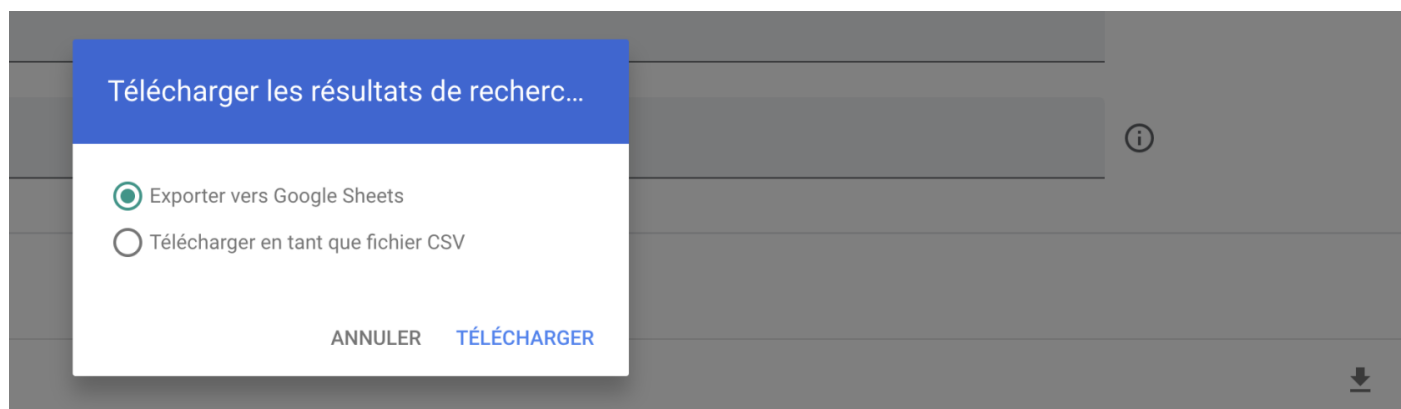 Télécharger les résultats de recherc...
Exporter vers Google Sheets
Télécharger en tant que fichier CSV
ANNULER TÉLÉCHARGER